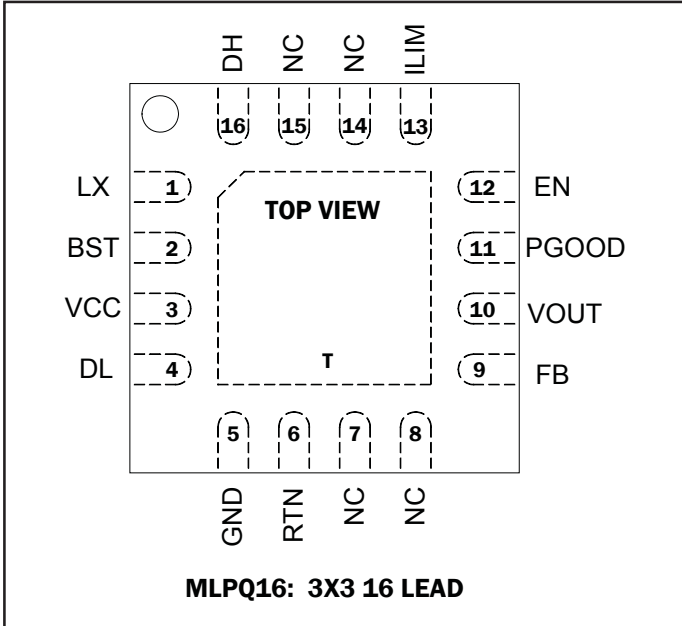 DH NC NC ILIM
16 15 14 13
LX 1 12 EN
TOP VIEW
BST 2 11 PGOOD
VCC 3 10 VOUT
DL 4 T 9 FB
5 6 7 8
GND RTN NC NC
MLPQ16: 3X3 16 LEAD